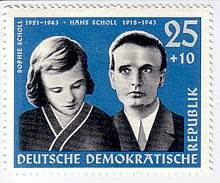 SOPHIE SCHOLL 1921-1943 · HANS SCHOLL 1918-1943
25
+10
DEUTSCHE DEMOKRATISCHE
REPUBLIK